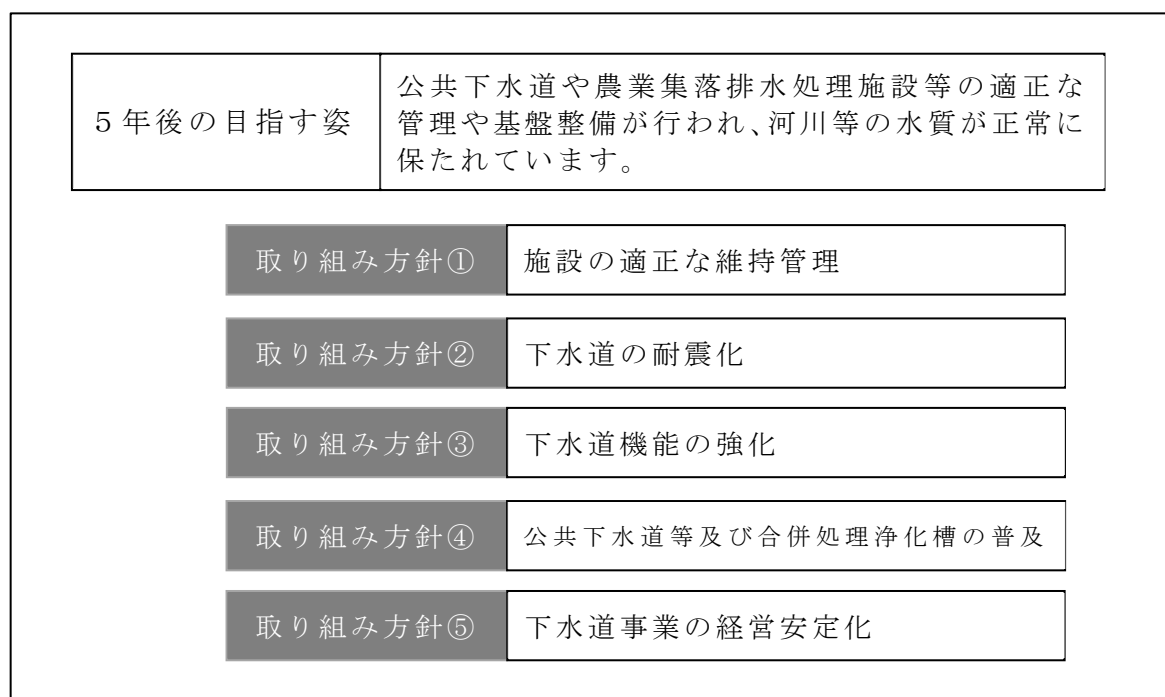 5年後の目指す姿
公共下水道や農業集落排水処理施設等の適正な
管理や基盤整備が行われ、河川等の水質が正常に
保たれています。
取り組み方針① 施設の適正な維持管理
取り組み方針② 下水道の耐震化
取り組み方針③ 下水道機能の強化
取り組み方針④ 公共下水道等及び合併処理浄化槽の普及
取り組み方針⑤ 下水道事業の経営安定化